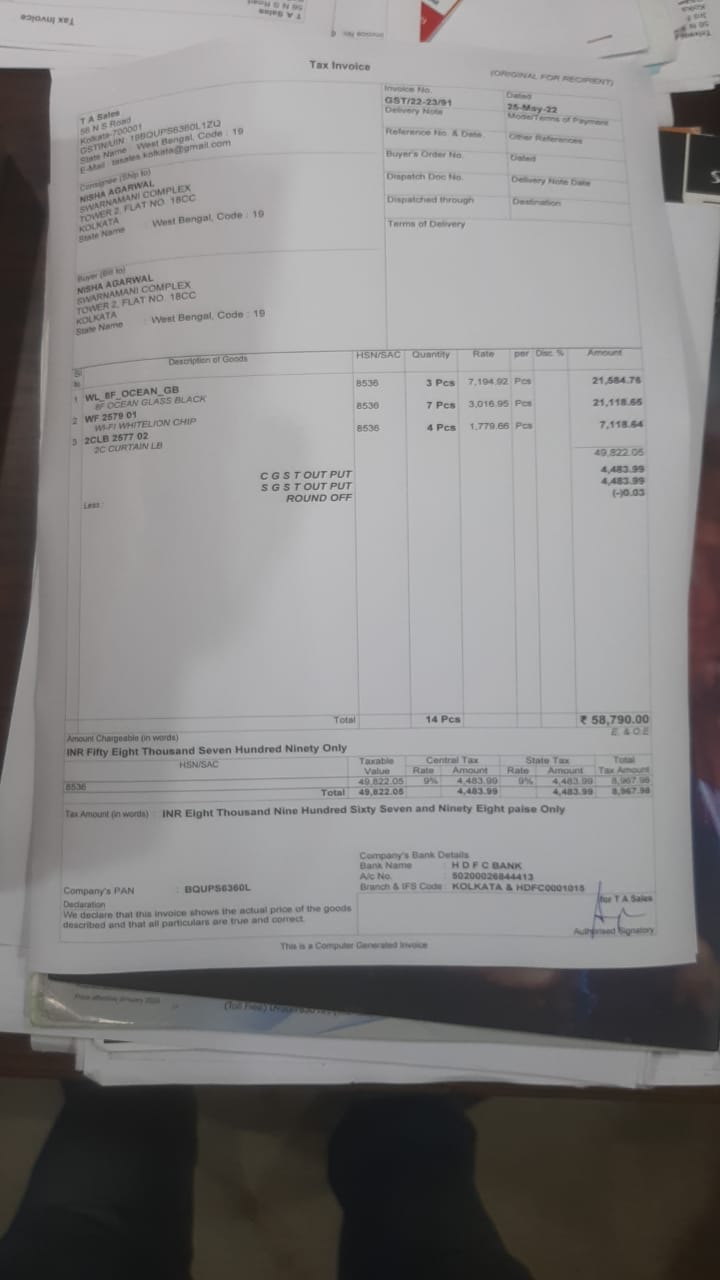 Tax Invoice
(ORIGINAL FOR RECIPIENT)
T A Sales
56 N S Road
Kolkata-700001
GSTIN/UIN: 19BQUPS6360L1ZQ
State Name : West Bengal, Code : 19
E-Mail : tasales.kolkata@gmail.com
Consignee (Ship to)
NISHA AGARWAL
SWARNAMANI COMPLEX
TOWER 2, FLAT NO. 18CC
KOLKATA
State Name : West Bengal, Code : 19
Buyer (Bill to)
NISHA AGARWAL
SWARNAMANI COMPLEX
TOWER 2, FLAT NO. 18CC
KOLKATA
State Name : West Bengal, Code : 19
Invoice No. Dated
GST/22-23/91 25-May-22
Delivery Note Mode/Terms of Payment
Reference No. & Date. Other References
Buyer's Order No. Dated
Dispatch Doc No. Delivery Note Date
Dispatched through Destination
Terms of Delivery
Sl Description of Goods HSN/SAC Quantity Rate per Disc. % Amount
1 WL_8F_OCEAN_GB 8536 3 Pcs 7,194.92 Pcs 21,584.76
8F OCEAN GLASS BLACK
2 WF 2579 01 8536 7 Pcs 3,016.95 Pcs 21,118.65
WI-FI WHITELION CHIP
3 2CLB 2577 02 8536 4 Pcs 1,779.66 Pcs 7,118.64
2C CURTAIN LB
49,822.05
C G S T OUT PUT 4,483.99
S G S T OUT PUT 4,483.99
Less : ROUND OFF (-)0.03
Total 14 Pcs ₹ 58,790.00
Amount Chargeable (in words) E. & O.E
INR Fifty Eight Thousand Seven Hundred Ninety Only
HSN/SAC Taxable Central Tax State Tax Total
Value Rate Amount Rate Amount Tax Amount
8536 49,822.05 9% 4,483.99 9% 4,483.99 8,967.98
Total 49,822.05 4,483.99 4,483.99 8,967.98
Tax Amount (in words) : INR Eight Thousand Nine Hundred Sixty Seven and Ninety Eight paise Only
Company's Bank Details
Bank Name : H D F C BANK
A/c No. : 50200026844413
Company's PAN : BQUPS6360L Branch & IFS Code : KOLKATA & HDFC0001015
Declaration
We declare that this invoice shows the actual price of the goods
described and that all particulars are true and correct.
for T A Sales
Authorised Signatory
This is a Computer Generated Invoice